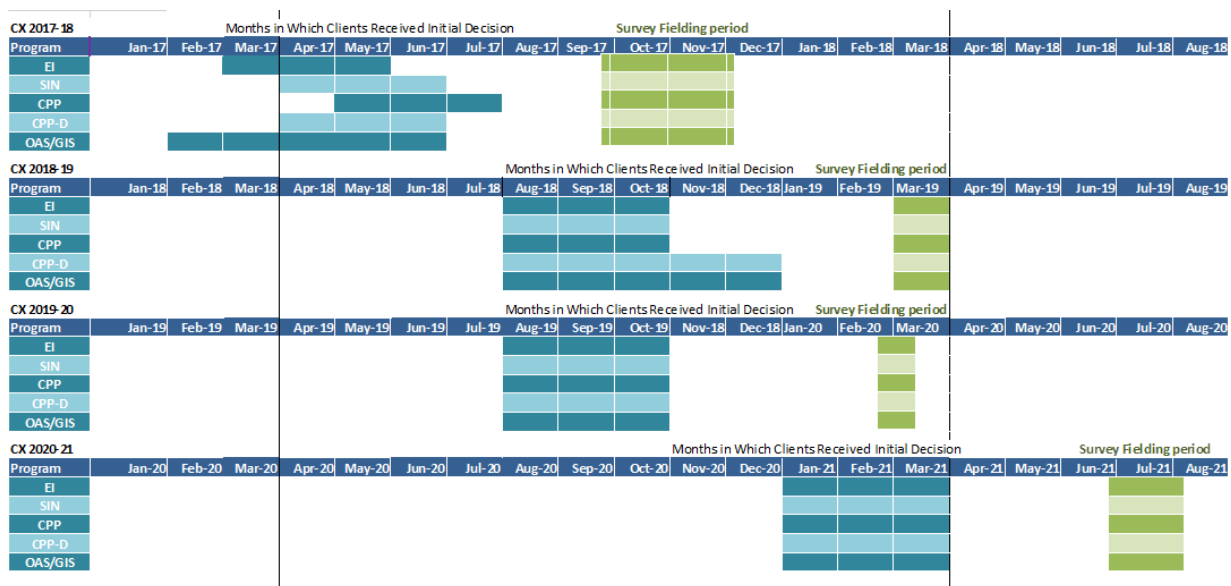 CX 2017-18 Months in Which Clients Received Initial Decision Survey Fielding period
Program Jan-17 Feb-17 Mar-17 Apr-17 May-17 Jun-17 Jul-17 Aug-17 Sep-17 Oct-17 Nov-17 Dec-17 Jan-18 Feb-18 Mar-18 Apr-18 May-18 Jun-18 Jul-18 Aug-18
EI
SIN
CPP
CPP-D
OAS/GIS
CX 2018-19 Months in Which Clients Received Initial Decision Survey Fielding period
Program Jan-18 Feb-18 Mar-18 Apr-18 May-18 Jun-18 Jul-18 Aug-18 Sep-18 Oct-18 Nov-18 Dec-18 Jan-19 Feb-19 Mar-19 Apr-19 May-19 Jun-19 Jul-19 Aug-19
EI
SIN
CPP
CPP-D
OAS/GIS
CX 2019-20 Months in Which Clients Received Initial Decision Survey Fielding period
Program Jan-19 Feb-19 Mar-19 Apr-19 May-19 Jun-19 Jul-19 Aug-19 Sep-19 Oct-19 Nov-18 Dec-18 Jan-20 Feb-20 Mar-20 Apr-20 May-20 Jun-20 Jul-20 Aug-20
EI
SIN
CPP
CPP-D
OAS/GIS
CX 2020-21 Months in Which Clients Received Initial Decision Survey Fielding period
Program Jan-20 Feb-20 Mar-20 Apr-20 May-20 Jun-20 Jul-20 Aug-20 Sep-20 Oct-20 Nov-20 Dec-20 Jan-21 Feb-21 Mar-21 Apr-21 May-21 Jun-21 Jul-21 Aug-21
EI
SIN
CPP
CPP-D
OAS/GIS